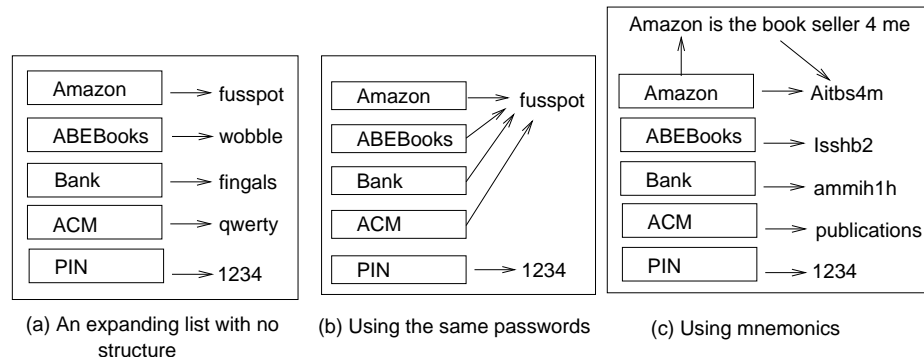 Amazon is the book seller 4 me
Amazon fusspot
ABEBooks wobble
Bank fingals
ACM qwerty
PIN 1234
(a) An expanding list with no
structure
Amazon fusspot
ABEBooks
Bank
ACM
PIN 1234
(b) Using the same passwords
Amazon Aitbs4m
ABEBooks Isshb2
Bank ammih1h
ACM publications
PIN 1234
(c) Using mnemonics